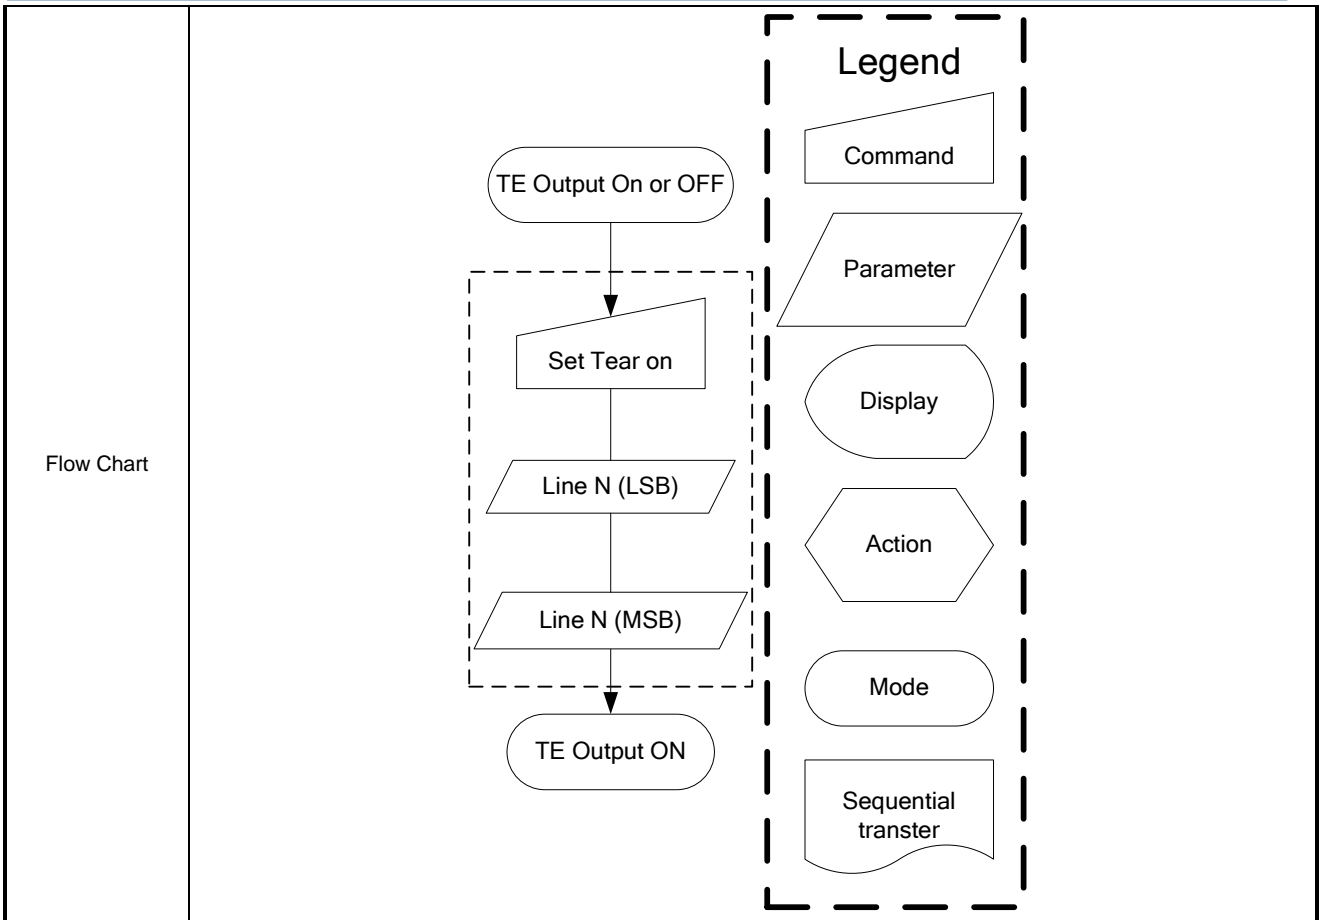 Flow Chart
TE Output On or OFF
Set Tear on
Line N (LSB)
Line N (MSB)
TE Output ON
Legend
Command
Parameter
Display
Action
Mode
Sequential
transter